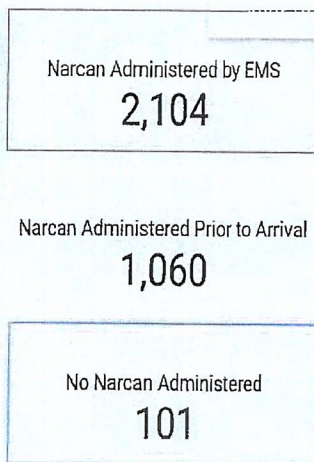 Narcan Administered by EMS
2,104
Narcan Administered Prior to Arrival
1,060
No Narcan Administered
101